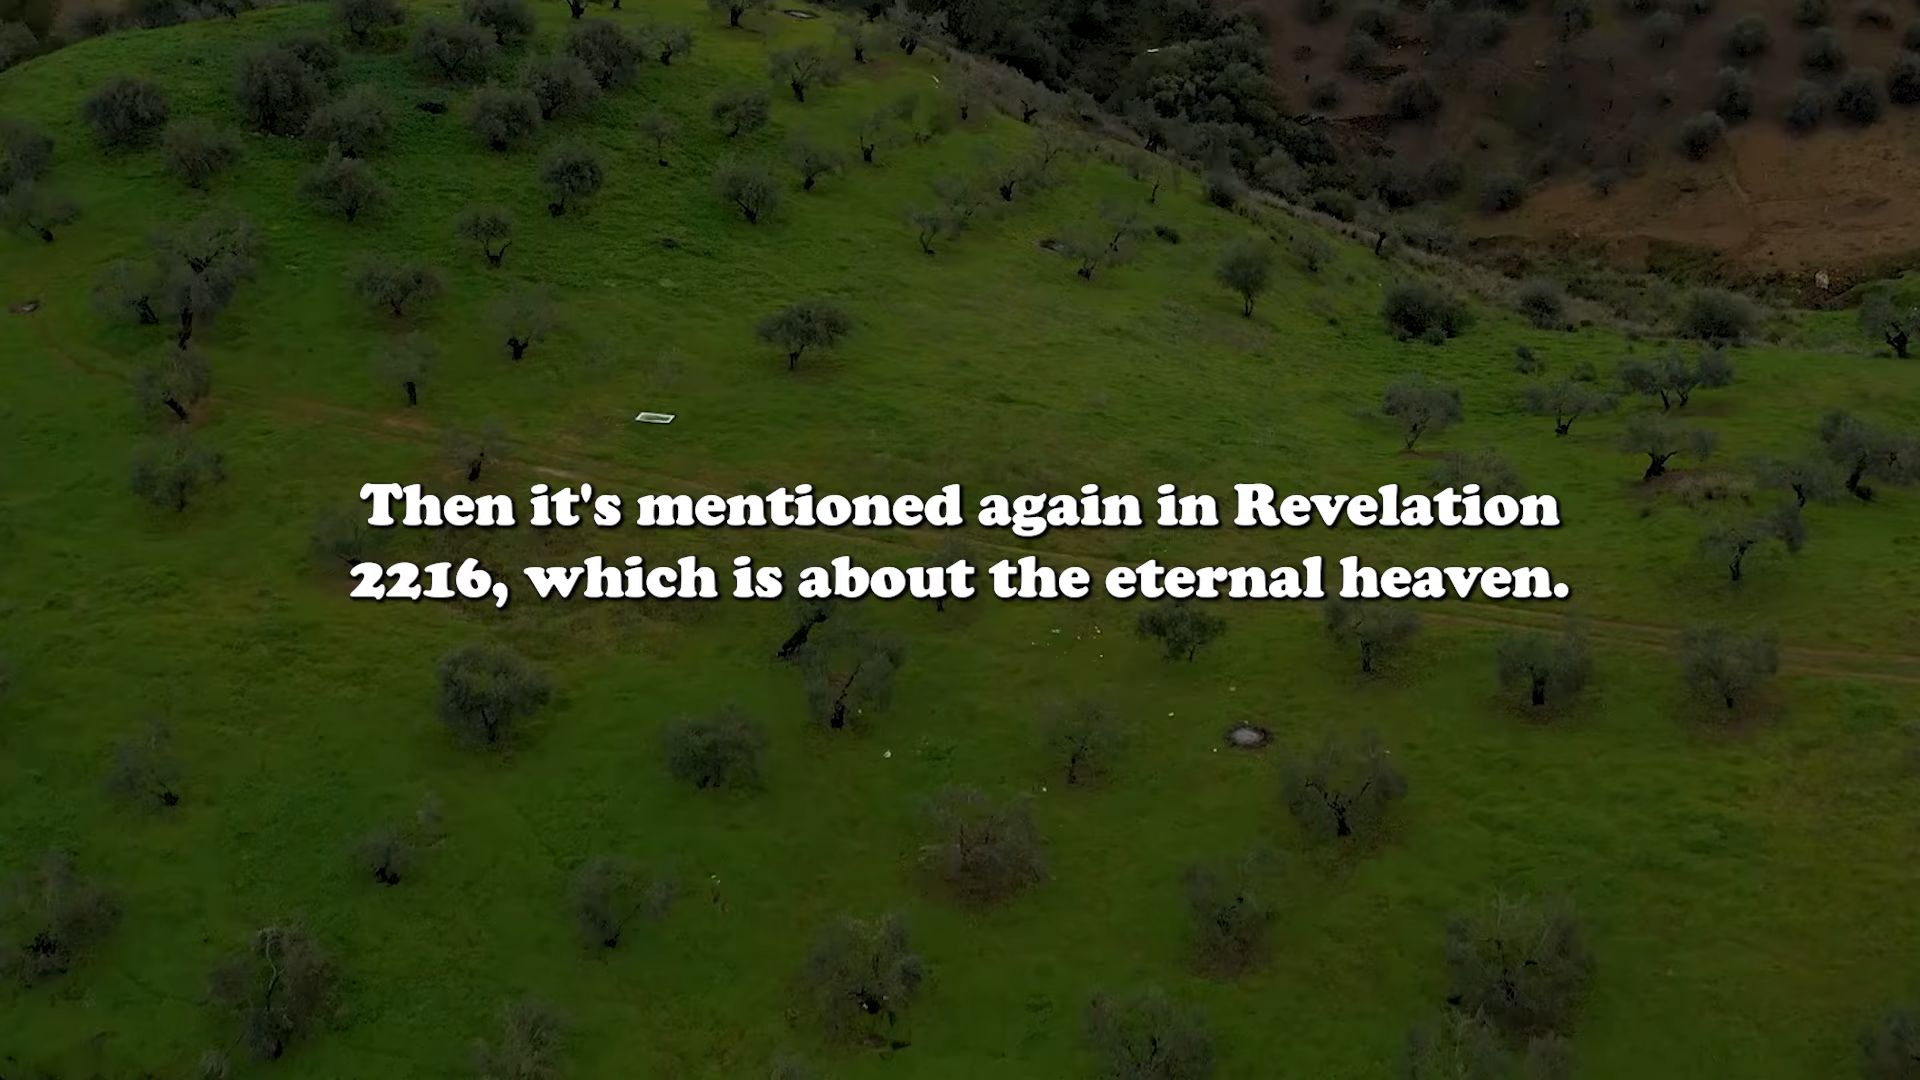 Then it's mentioned again in Revelation
2216, which is about the eternal heaven.